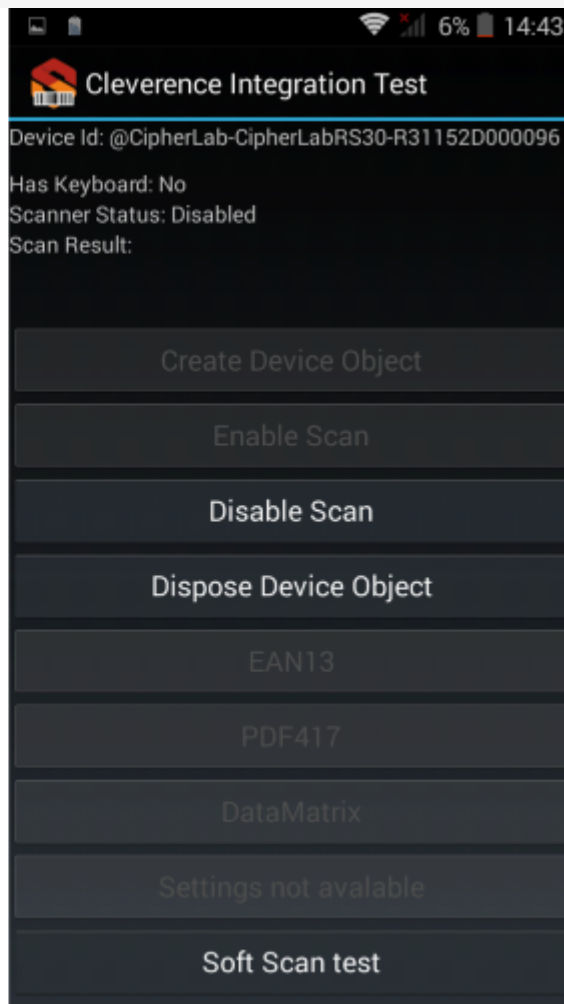 6% 14:43
Cleverence Integration Test
Device Id: @CipherLab-CipherLabRS30-R31152D000096
Has Keyboard: No
Scanner Status: Disabled
Scan Result:
Create Device Object
Enable Scan
Disable Scan
Dispose Device Object
EAN13
PDF417
DataMatrix
Settings not avalable
Soft Scan test